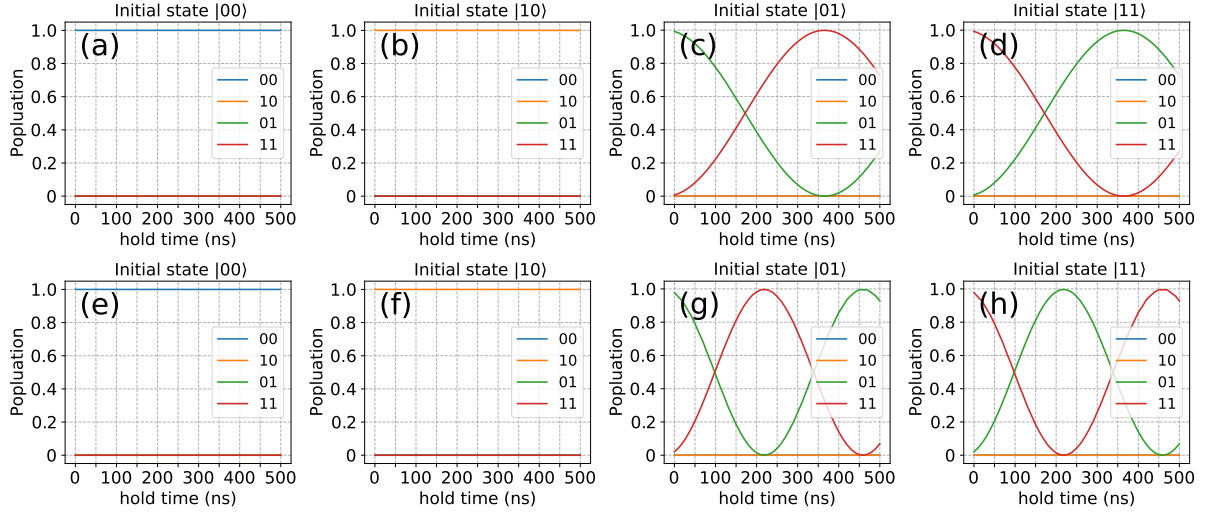 Initial state |00⟩
(a)
Popluation
1.0
0.8
0.6
0.4
0.2
0
00
10
01
11
0 100 200 300 400 500
hold time (ns)
Initial state |10⟩
(b)
Popluation
1.0
0.8
0.6
0.4
0.2
0
00
10
01
11
0 100 200 300 400 500
hold time (ns)
Initial state |01⟩
(c)
Popluation
1.0
0.8
0.6
0.4
0.2
0
00
10
01
11
0 100 200 300 400 500
hold time (ns)
Initial state |11⟩
(d)
Popluation
1.0
0.8
0.6
0.4
0.2
0
00
10
01
11
0 100 200 300 400 500
hold time (ns)
Initial state |00⟩
(e)
Popluation
1.0
0.8
0.6
0.4
0.2
0
00
10
01
11
0 100 200 300 400 500
hold time (ns)
Initial state |10⟩
(f)
Popluation
1.0
0.8
0.6
0.4
0.2
0
00
10
01
11
0 100 200 300 400 500
hold time (ns)
Initial state |01⟩
(g)
Popluation
1.0
0.8
0.6
0.4
0.2
0
00
10
01
11
0 100 200 300 400 500
hold time (ns)
Initial state |11⟩
(h)
Popluation
1.0
0.8
0.6
0.4
0.2
0
00
10
01
11
0 100 200 300 400 500
hold time (ns)